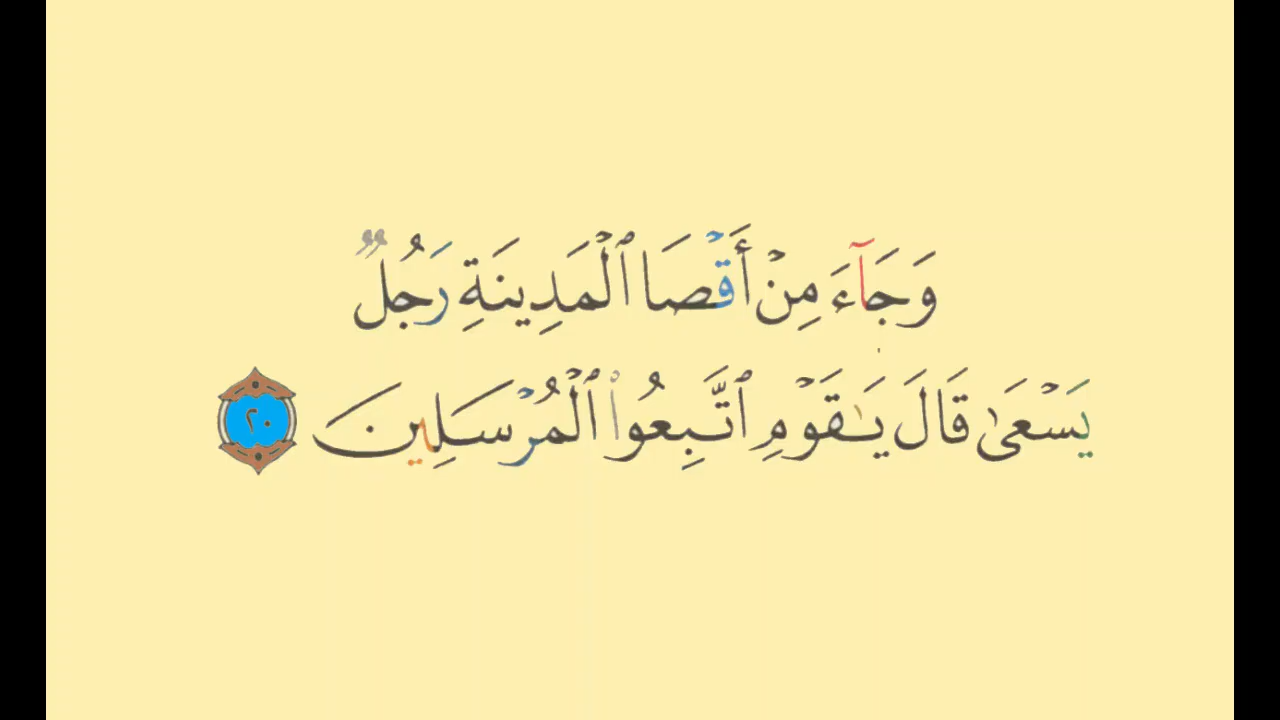 وَجَآءَ مِنْ أَقْصَا ٱلْمَدِينَةِ رَجُلٌ
يَسْعَىٰ قَالَ يَـٰقَوْمِ ٱتَّبِعُوا۟ ٱلْمُرْسَلِينَ ٢٠